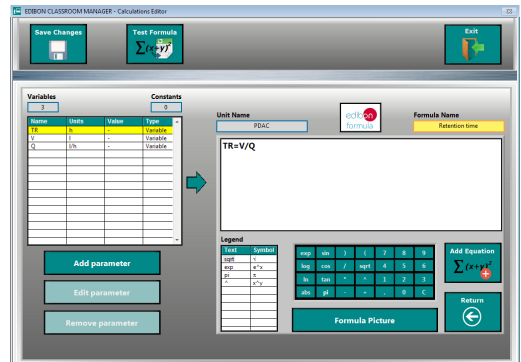 EDIBON CLASSROOM MANAGER - Calculations Editor
Save Changes
Test Formula
∑(x+y)²
Exit
Variables Constants
3 0
Name Units Value Type
TR h - Variable
V l - Variable
Q l/h - Variable
Add parameter
Edit parameter
Remove parameter
Unit Name
PDAC
edibon
formula
Formula Name
Retention time
TR=V/Q
Legend
Text Symbol
sqrt √
exp e^x
pi π
^ x^y
exp sin ) ( 7 8 9
log cos / sqrt 4 5 6
ln tan * ^ 1 2 3
abs pi - + . 0 C
Formula Picture
Add Equation
∑(x+y)²
Return